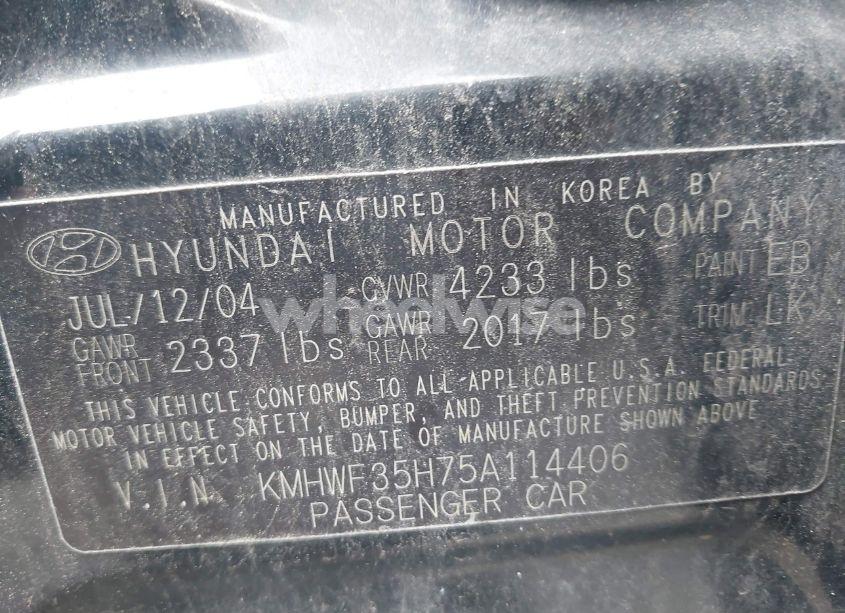 MANUFACTURED IN KOREA BY
HYUNDAI MOTOR COMPANY
JUL/12/04 GVWR 4233 lbs PAINT EB
GAWR FRONT 2337 lbs GAWR REAR 2017 lbs TRIM LK
THIS VEHICLE CONFORMS TO ALL APPLICABLE U.S.A. FEDERAL
MOTOR VEHICLE SAFETY, BUMPER, AND THEFT PREVENTION STANDARDS
IN EFFECT ON THE DATE OF MANUFACTURE SHOWN ABOVE
V.I.N. KMHWF35H75A114406
PASSENGER CAR
wheelwise